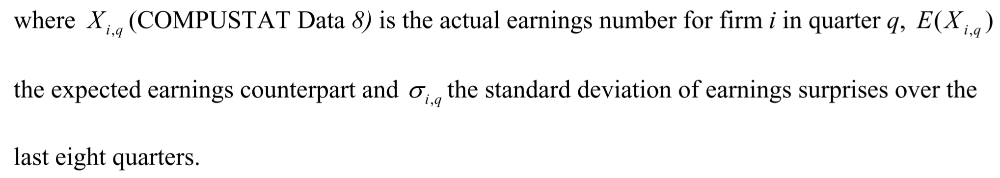 where X_{i,q} (COMPUSTAT Data 8) is the actual earnings number for firm i in quarter q, E(X_{i,q})
the expected earnings counterpart and σ_{i,q} the standard deviation of earnings surprises over the
last eight quarters.